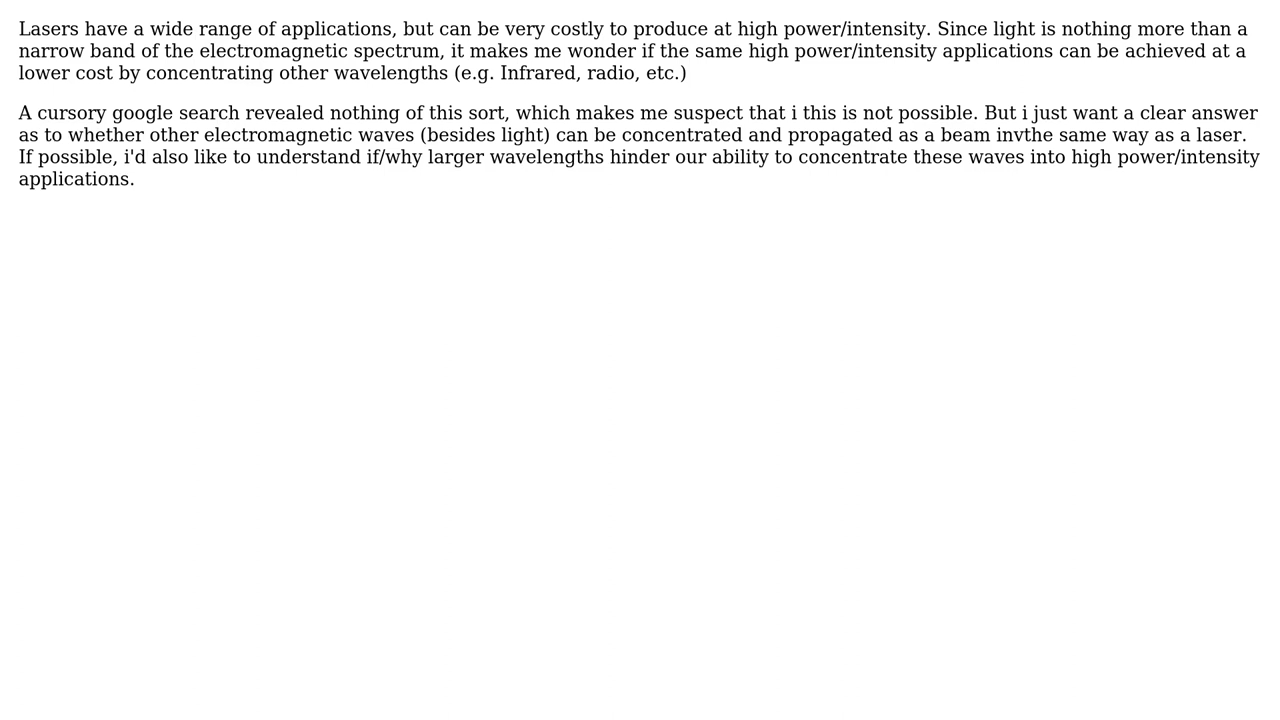 Lasers have a wide range of applications, but can be very costly to produce at high power/intensity. Since light is nothing more than a
narrow band of the electromagnetic spectrum, it makes me wonder if the same high power/intensity applications can be achieved at a
lower cost by concentrating other wavelengths (e.g. Infrared, radio, etc.)
A cursory google search revealed nothing of this sort, which makes me suspect that i this is not possible. But i just want a clear answer
as to whether other electromagnetic waves (besides light) can be concentrated and propagated as a beam invthe same way as a laser.
If possible, i'd also like to understand if/why larger wavelengths hinder our ability to concentrate these waves into high power/intensity
applications.